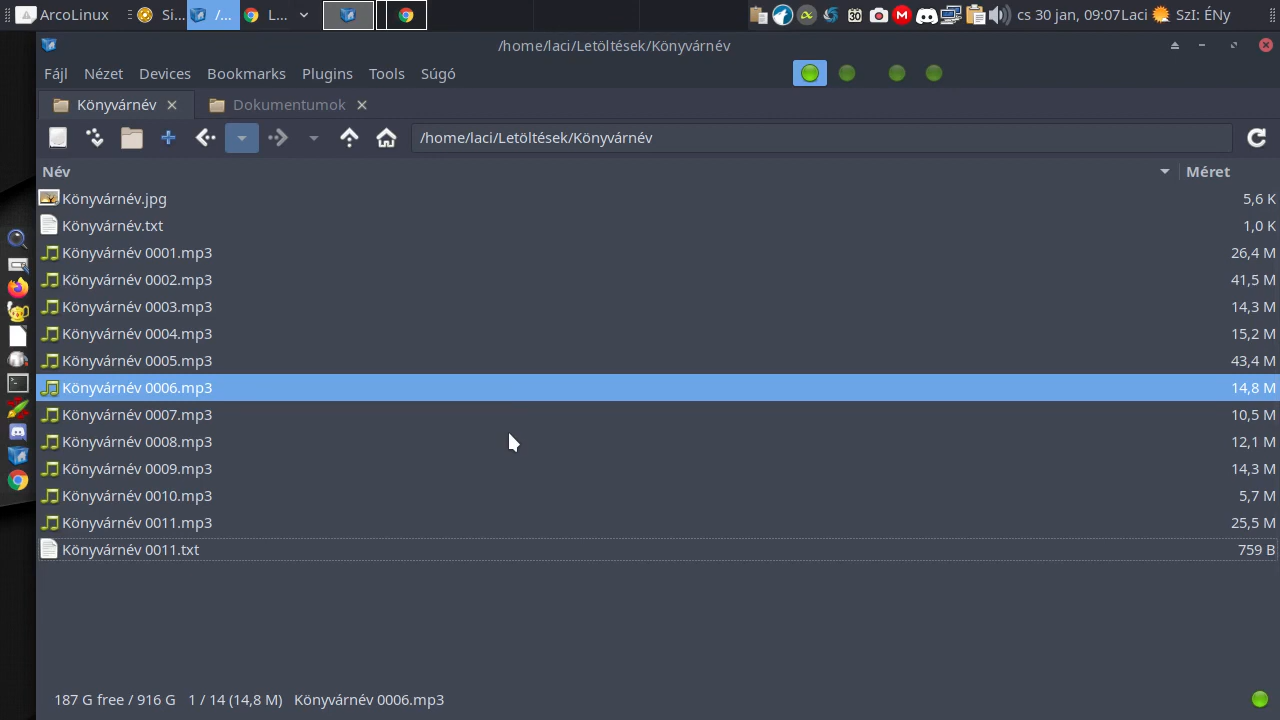 ArcoLinux
Si...
/...
L...
30
cs 30 jan, 09:07
Laci
SzI: ÉNy
/home/laci/Letöltések/Könyvárnév
Fájl
Nézet
Devices
Bookmarks
Plugins
Tools
Súgó
Könyvárnév
Dokumentumok
/home/laci/Letöltések/Könyvárnév
Név
Méret
Könyvárnév.jpg
5,6 K
Könyvárnév.txt
1,0 K
Könyvárnév 0001.mp3
26,4 M
Könyvárnév 0002.mp3
41,5 M
Könyvárnév 0003.mp3
14,3 M
Könyvárnév 0004.mp3
15,2 M
Könyvárnév 0005.mp3
43,4 M
Könyvárnév 0006.mp3
14,8 M
Könyvárnév 0007.mp3
10,5 M
Könyvárnév 0008.mp3
12,1 M
Könyvárnév 0009.mp3
14,3 M
Könyvárnév 0010.mp3
5,7 M
Könyvárnév 0011.mp3
25,5 M
Könyvárnév 0011.txt
759 B
187 G free / 916 G 1 / 14 (14,8 M) Könyvárnév 0006.mp3